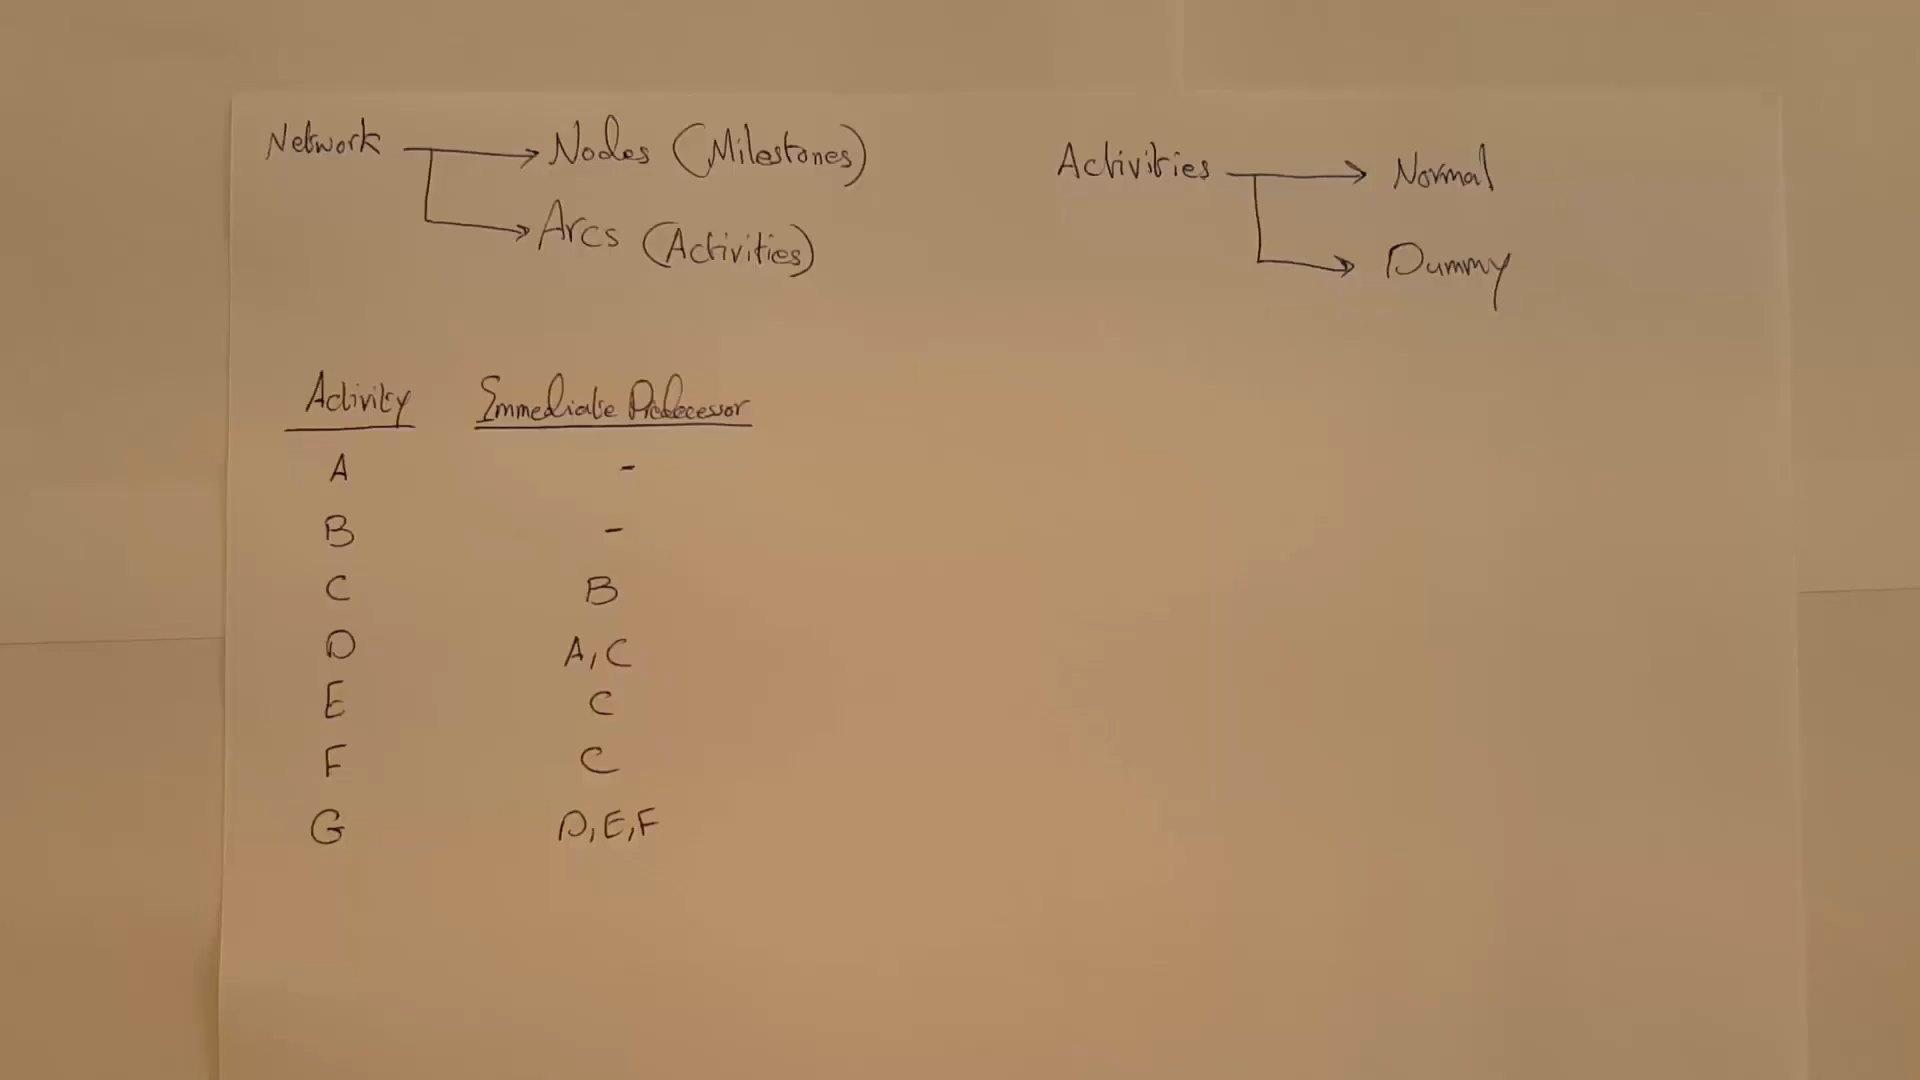 Network → Nodes (Milestones)
→ Arcs (Activities)
Activities → Normal
→ Dummy
Activity Immediate Predecessor
A -
B -
C B
D A, C
E C
F C
G D, E, F